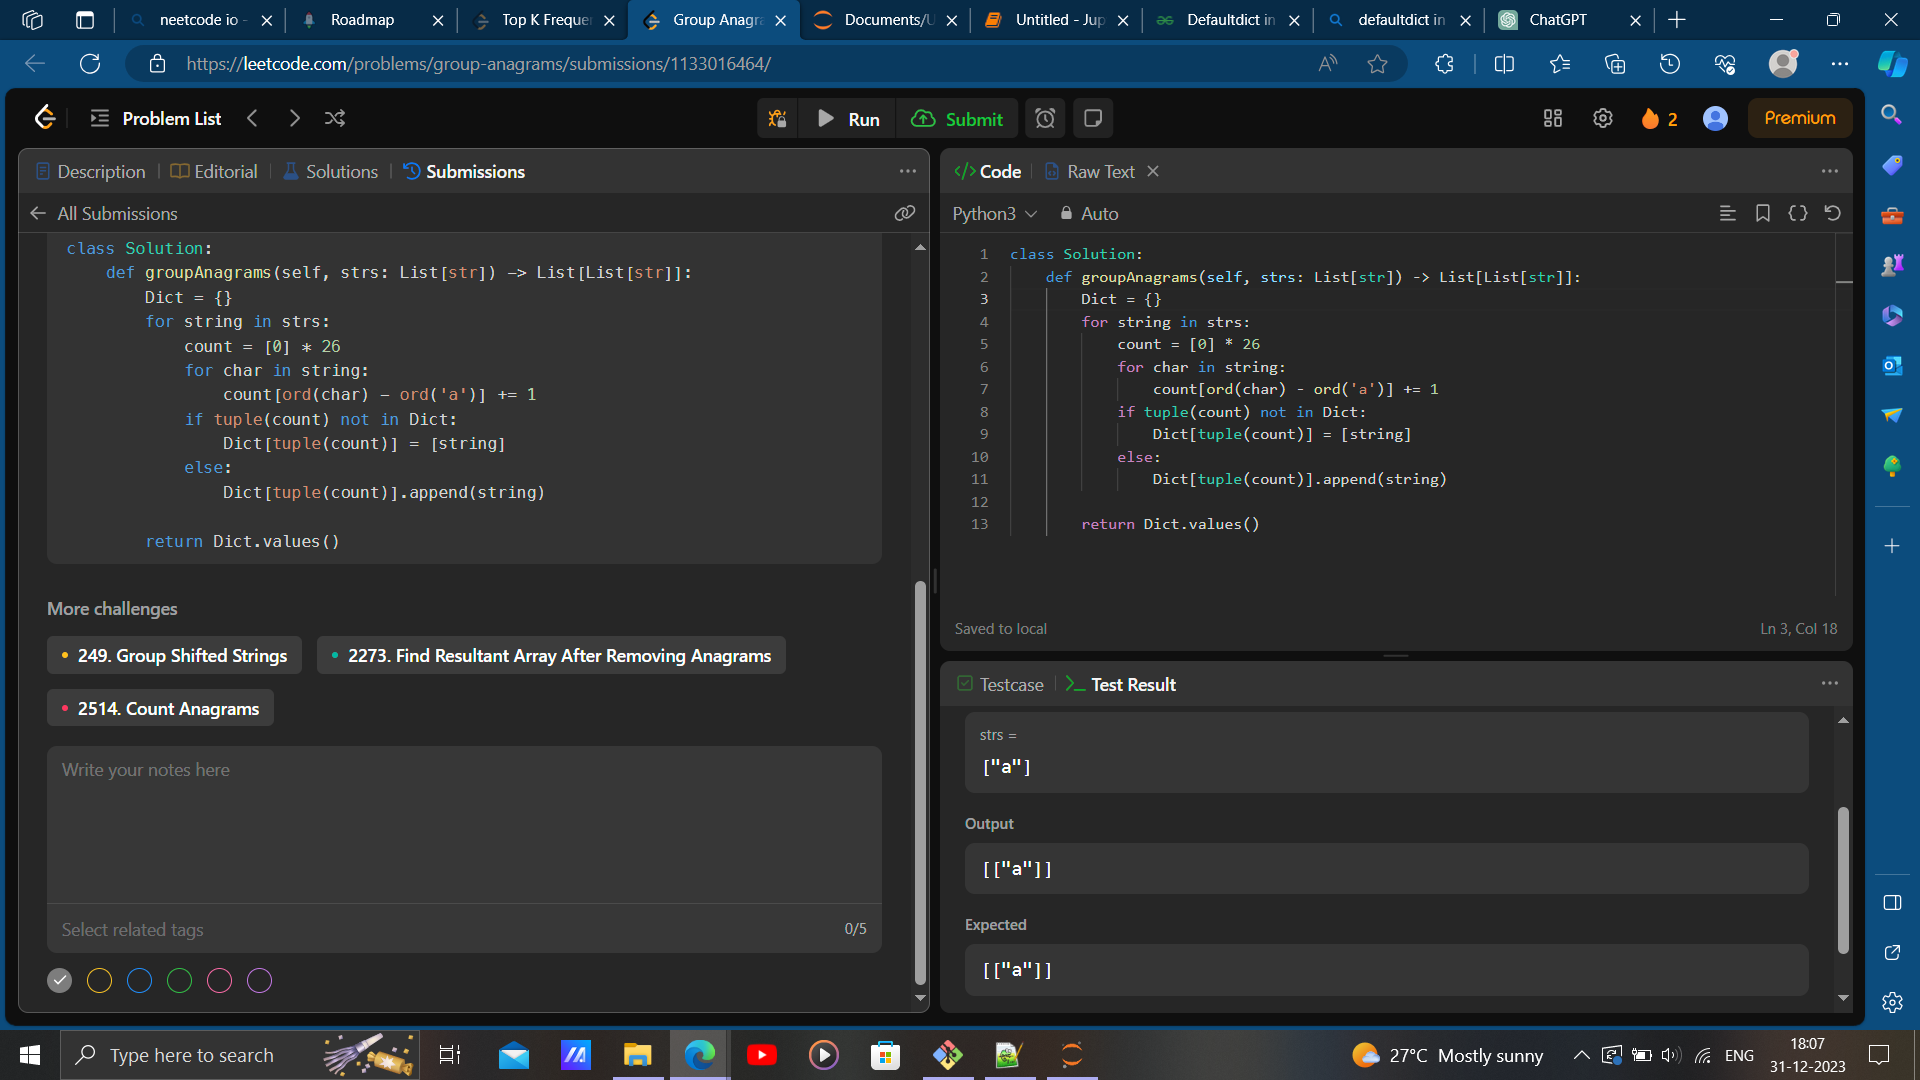 neetcode io -
Roadmap
Top K Freque
Group Anagra
Documents/U
Untitled - Jup
Defaultdict in
defaultdict in
ChatGPT
https://leetcode.com/problems/group-anagrams/submissions/1133016464/
Problem List
Run
Submit
2
Premium
Description
Editorial
Solutions
Submissions
All Submissions
class Solution:
def groupAnagrams(self, strs: List[str]) -> List[List[str]]:
Dict = {}
for string in strs:
count = [0] * 26
for char in string:
count[ord(char) - ord('a')] += 1
if tuple(count) not in Dict:
Dict[tuple(count)] = [string]
else:
Dict[tuple(count)].append(string)
return Dict.values()
More challenges
249. Group Shifted Strings
2273. Find Resultant Array After Removing Anagrams
2514. Count Anagrams
Write your notes here
Select related tags
0/5
</> Code
Raw Text
Python3
Auto
1 class Solution:
2 def groupAnagrams(self, strs: List[str]) -> List[List[str]]:
3 Dict = {}
4 for string in strs:
5 count = [0] * 26
6 for char in string:
7 count[ord(char) - ord('a')] += 1
8 if tuple(count) not in Dict:
9 Dict[tuple(count)] = [string]
10 else:
11 Dict[tuple(count)].append(string)
12
13 return Dict.values()
Saved to local
Ln 3, Col 18
Testcase
Test Result
strs =
["a"]
Output
[["a"]]
Expected
[["a"]]
Type here to search
27°C Mostly sunny
ENG
18:07
31-12-2023